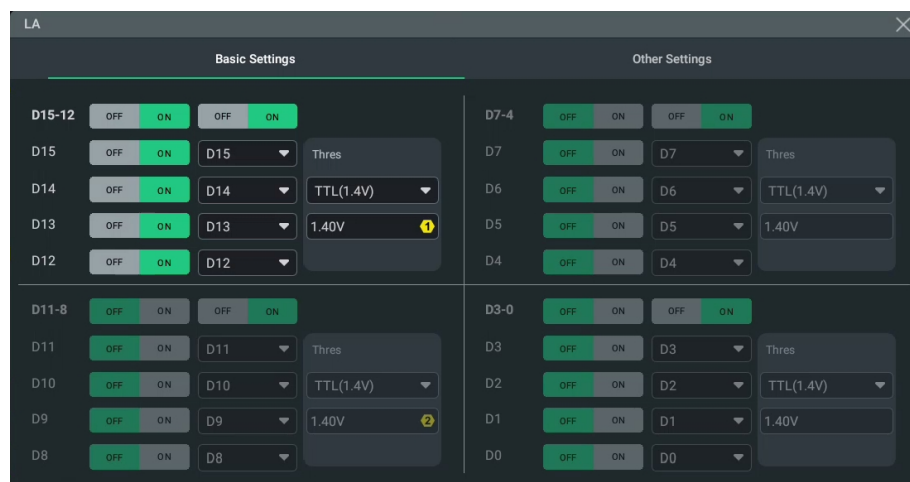 LA
Basic Settings Other Settings
D15-12 OFF ON OFF ON
D15 OFF ON D15 Thres
D14 OFF ON D14 TTL(1.4V)
D13 OFF ON D13 1.40V 1
D12 OFF ON D12
D7-4 OFF ON OFF ON
D7 OFF ON D7 Thres
D6 OFF ON D6 TTL(1.4V)
D5 OFF ON D5 1.40V
D4 OFF ON D4
D11-8 OFF ON OFF ON
D11 OFF ON D11 Thres
D10 OFF ON D10 TTL(1.4V)
D9 OFF ON D9 1.40V 2
D8 OFF ON D8
D3-0 OFF ON OFF ON
D3 OFF ON D3 Thres
D2 OFF ON D2 TTL(1.4V)
D1 OFF ON D1 1.40V
D0 OFF ON D0